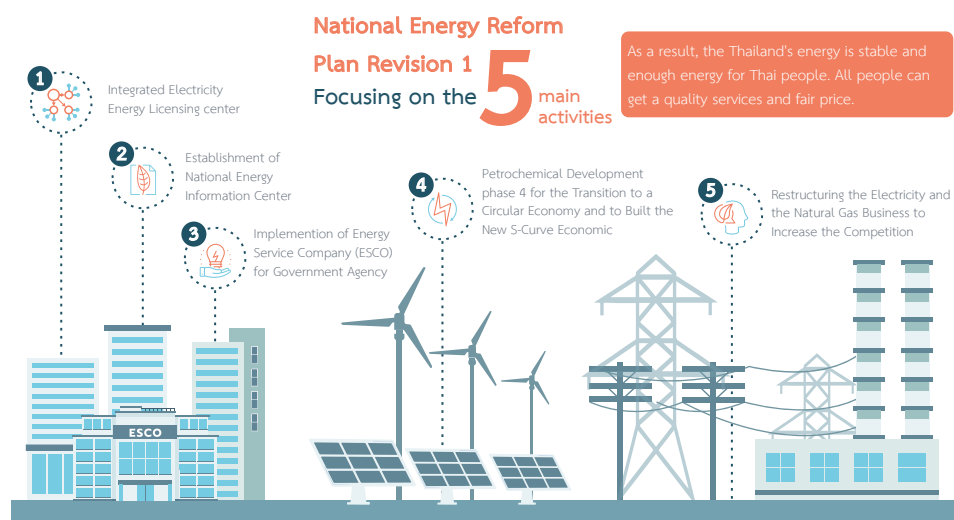 National Energy Reform
Plan Revision 1
Focusing on the 5 main
activities
As a result, the Thailand's energy is stable and
enough energy for Thai people. All people can
get a quality services and fair price.
1
Integrated Electricity
Energy Licensing center
2
Establishment of
National Energy
Information Center
3
Implemention of Energy
Service Company (ESCO)
for Government Agency
4
Petrochemical Development
phase 4 for the Transition to a
Circular Economy and to Built the
New S-Curve Economic
5
Restructuring the Electricity and
the Natural Gas Business to
Increase the Competition
ESCO